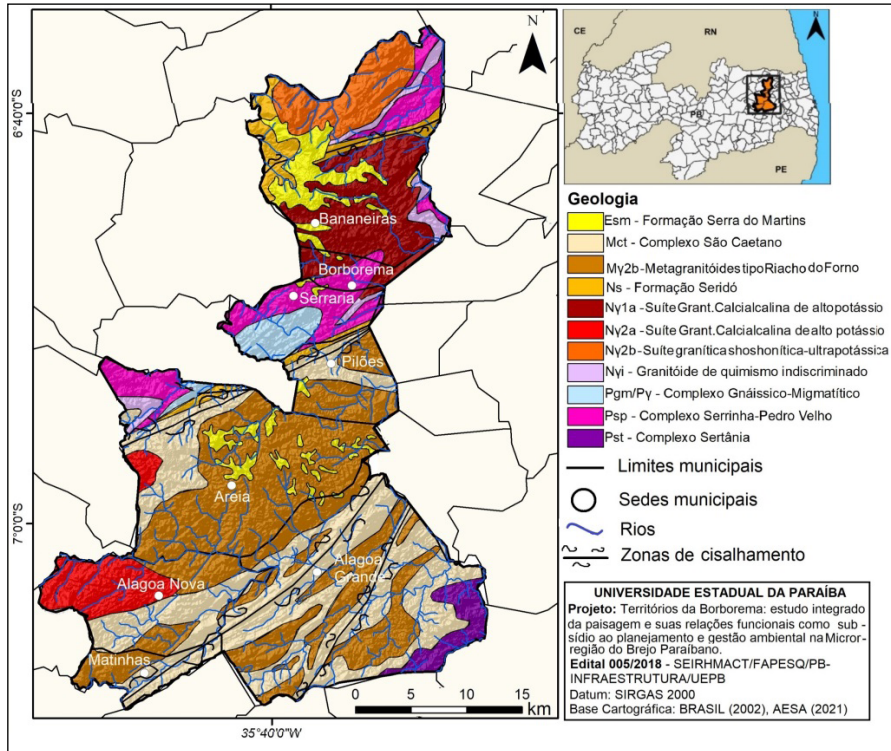 N
6°40'0"S
Bananeiras
Borborema
Serraria
Pilões
Areia
7°0'0"S
Alagoa
Grande
Alagoa Nova
Matinhas
0 5 10 15
km
35°40'0"W
CE
RN
N
PB
PE
Geologia
Esm - Formação Serra do Martins
Mct - Complexo São Caetano
Mγ2b-Metagranitóides tipo Riacho do Forno
Ns - Formação Seridó
Nγ1a -Suíte Grant.Calcialcalina de alto potássio
Nγ2a - Suíte Grant.Calcialcalina de alto potássio
Nγ2b-Suíte granítica shoshonítica-ultrapotássica
Nγi - Granitóide de quimismo indiscriminado
Pgm/Pγ - Complexo Gnáissico-Migmatítico
Psp - Complexo Serrinha-Pedro Velho
Pst - Complexo Sertânia
Limites municipais
Sedes municipais
Rios
Zonas de cisalhamento
UNIVERSIDADE ESTADUAL DA PARAÍBA
Projeto: Territórios da Borborema: estudo integrado
da paisagem e suas relações funcionais como sub-
sídio ao planejamento e gestão ambiental na Micror-
região do Brejo Paraíbano.
Edital 005/2018 - SEIRHMACT/FAPESQ/PB-
INFRAESTRUTURA/UEPB
Datum: SIRGAS 2000
Base Cartográfica: BRASIL (2002), AESA (2021)